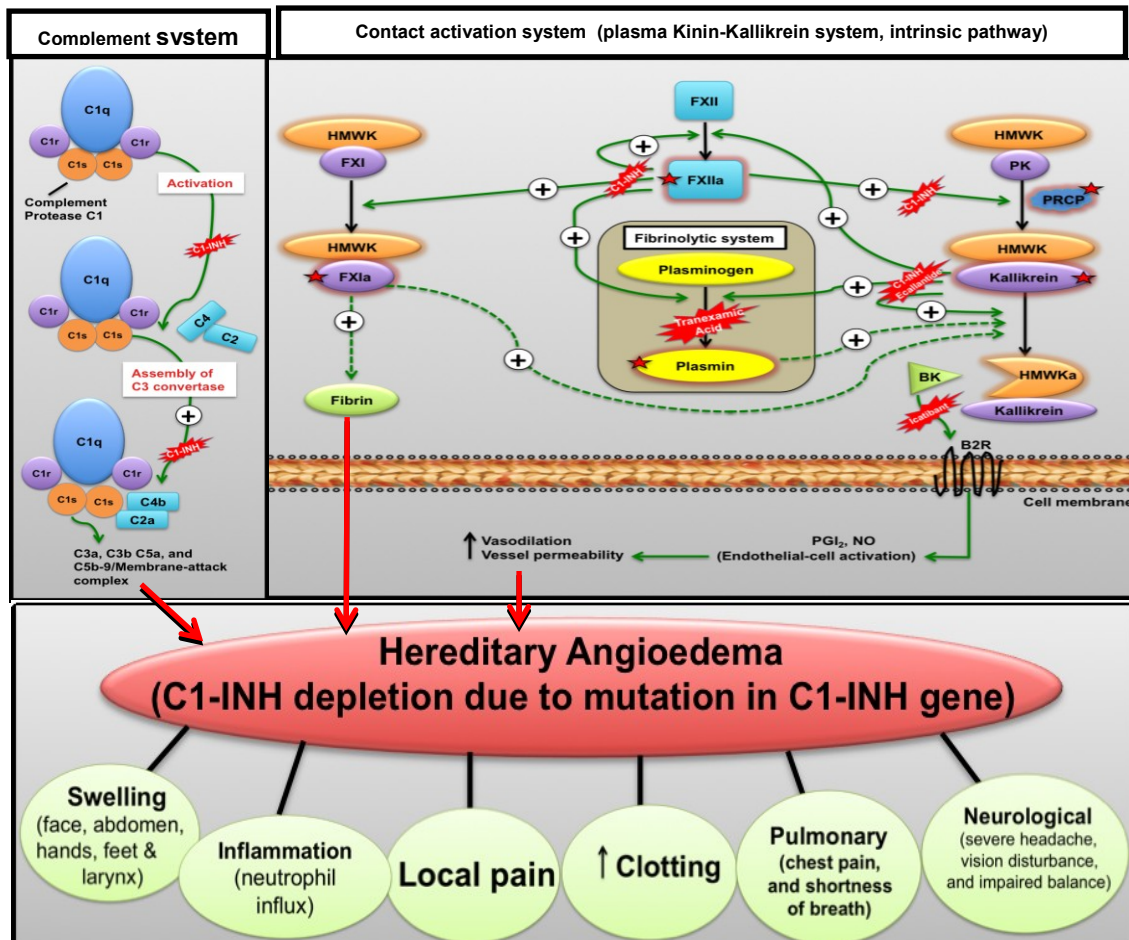 Complement system
Contact activation system (plasma Kinin-Kallikrein system, intrinsic pathway)
C1q
C1r
C1r
C1s
C1s
Activation
Complement
Protease C1
C1-INH
C1q
C1r
C1r
C1s
C1s
C4
C2
Assembly of
C3 convertase
+
C1-INH
C1q
C1r
C1r
C1s
C1s
C4b
C2a
C3a, C3b C5a, and
C5b-9/Membrane-attack
complex
HMWK
FXI
HMWK
FXIa
+
Fibrin
FXII
+
C1-INH
FXIIa
+
+
C1-INH
+
Fibrinolytic system
Plasminogen
Tranexamic
Acid
Plasmin
+
+
+
+
+
HMWK
PK
PRCP
HMWK
Kallikrein
C1-INH
Ecallantide
HMWKa
Kallikrein
BK
Icatibant
B2R
Cell membrane
PGI₂, NO
(Endothelial-cell activation)
↑ Vasodilation
Vessel permeability
Hereditary Angioedema
(C1-INH depletion due to mutation in C1-INH gene)
Swelling
(face, abdomen,
hands, feet &
larynx)
Inflammation
(neutrophil
influx)
Local pain
↑ Clotting
Pulmonary
(chest pain,
and shortness
of breath)
Neurological
(severe headache,
vision disturbance,
and impaired balance)